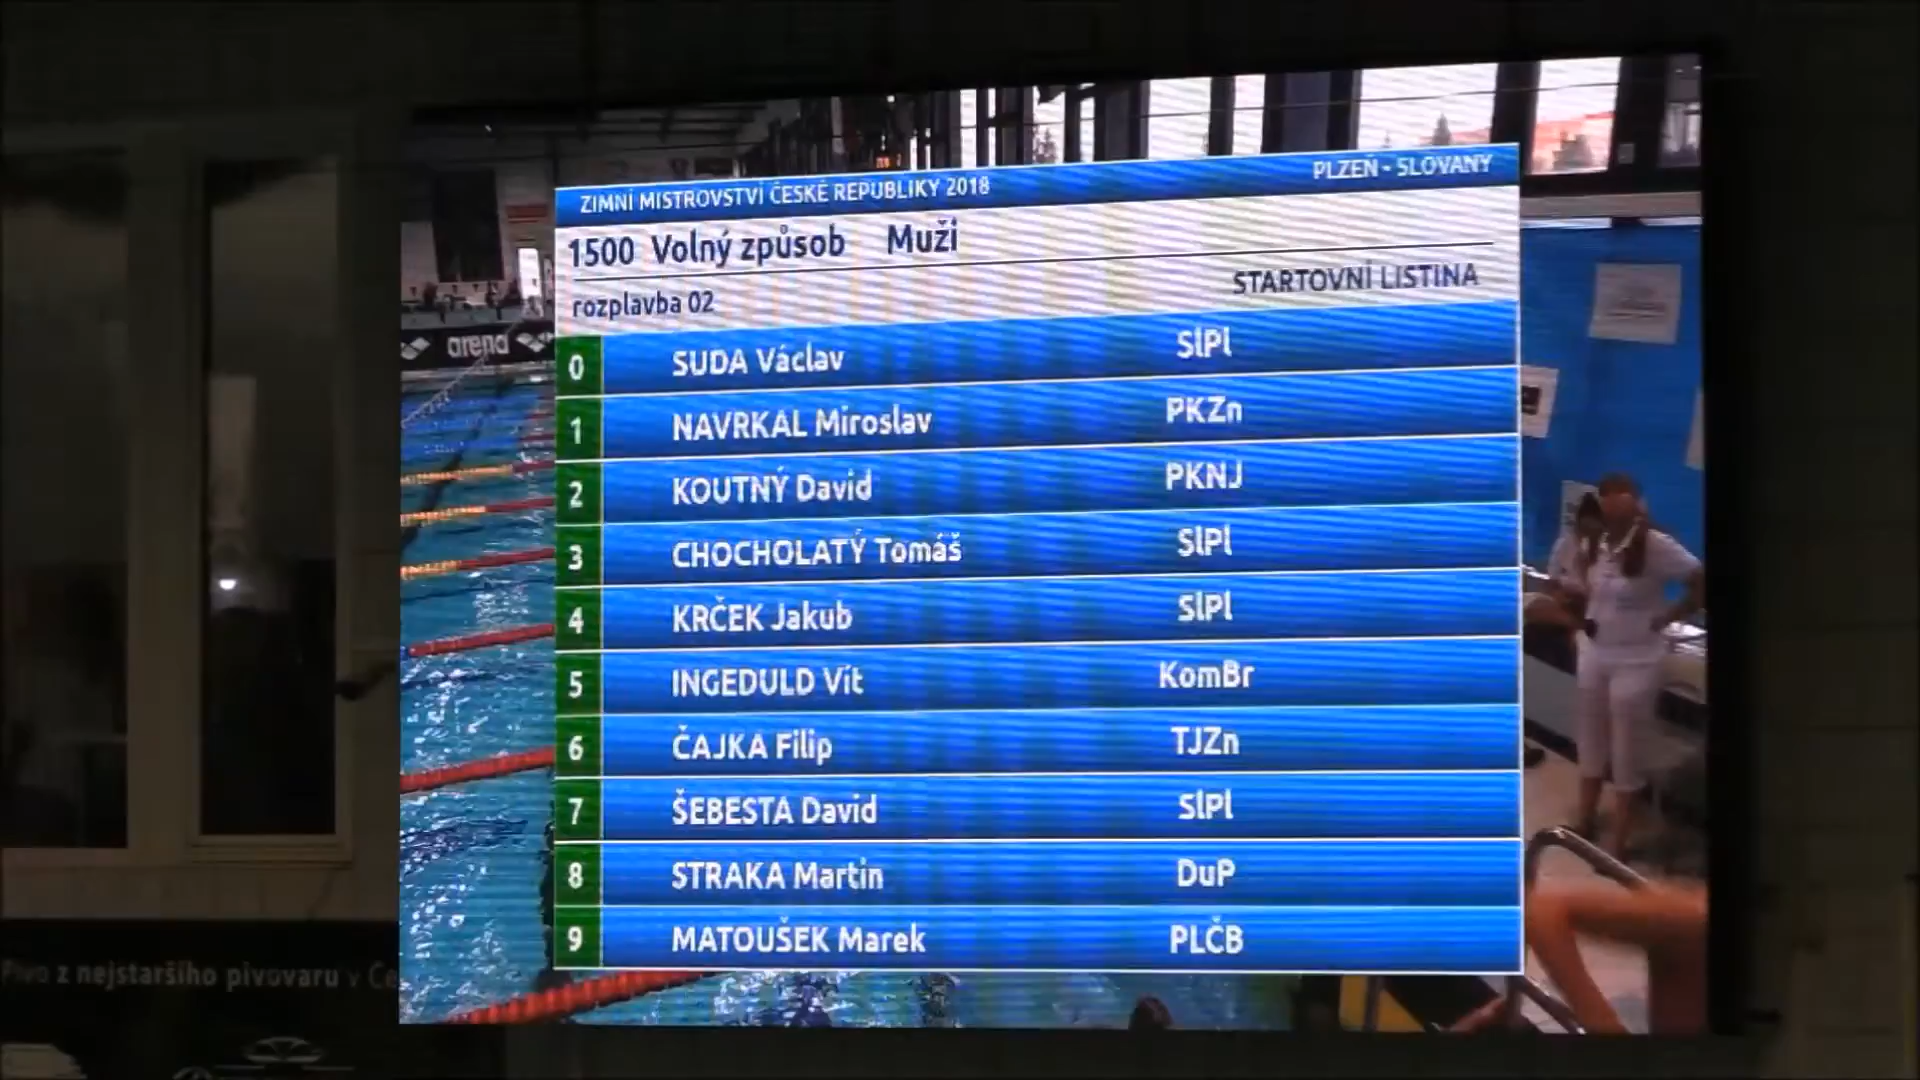 ZIMNÍ MISTROVSTVÍ ČESKÉ REPUBLIKY 2018 PLZEŇ - SLOVANY
1500 Volný způsob Muži
rozplavba 02 STARTOVNÍ LISTINA
arena
0 SUDA Václav SlPl
1 NAVRKAL Miroslav PKZn
2 KOUTNÝ David PKNJ
3 CHOCHOLATÝ Tomáš SlPl
4 KRČEK Jakub SlPl
5 INGEDULD Vít KomBr
6 ČAJKA Filip TJZn
7 ŠEBESTA David SlPl
8 STRAKA Martin DuP
9 MATOUŠEK Marek PLČB
Pivo z nejstaršího pivovaru v